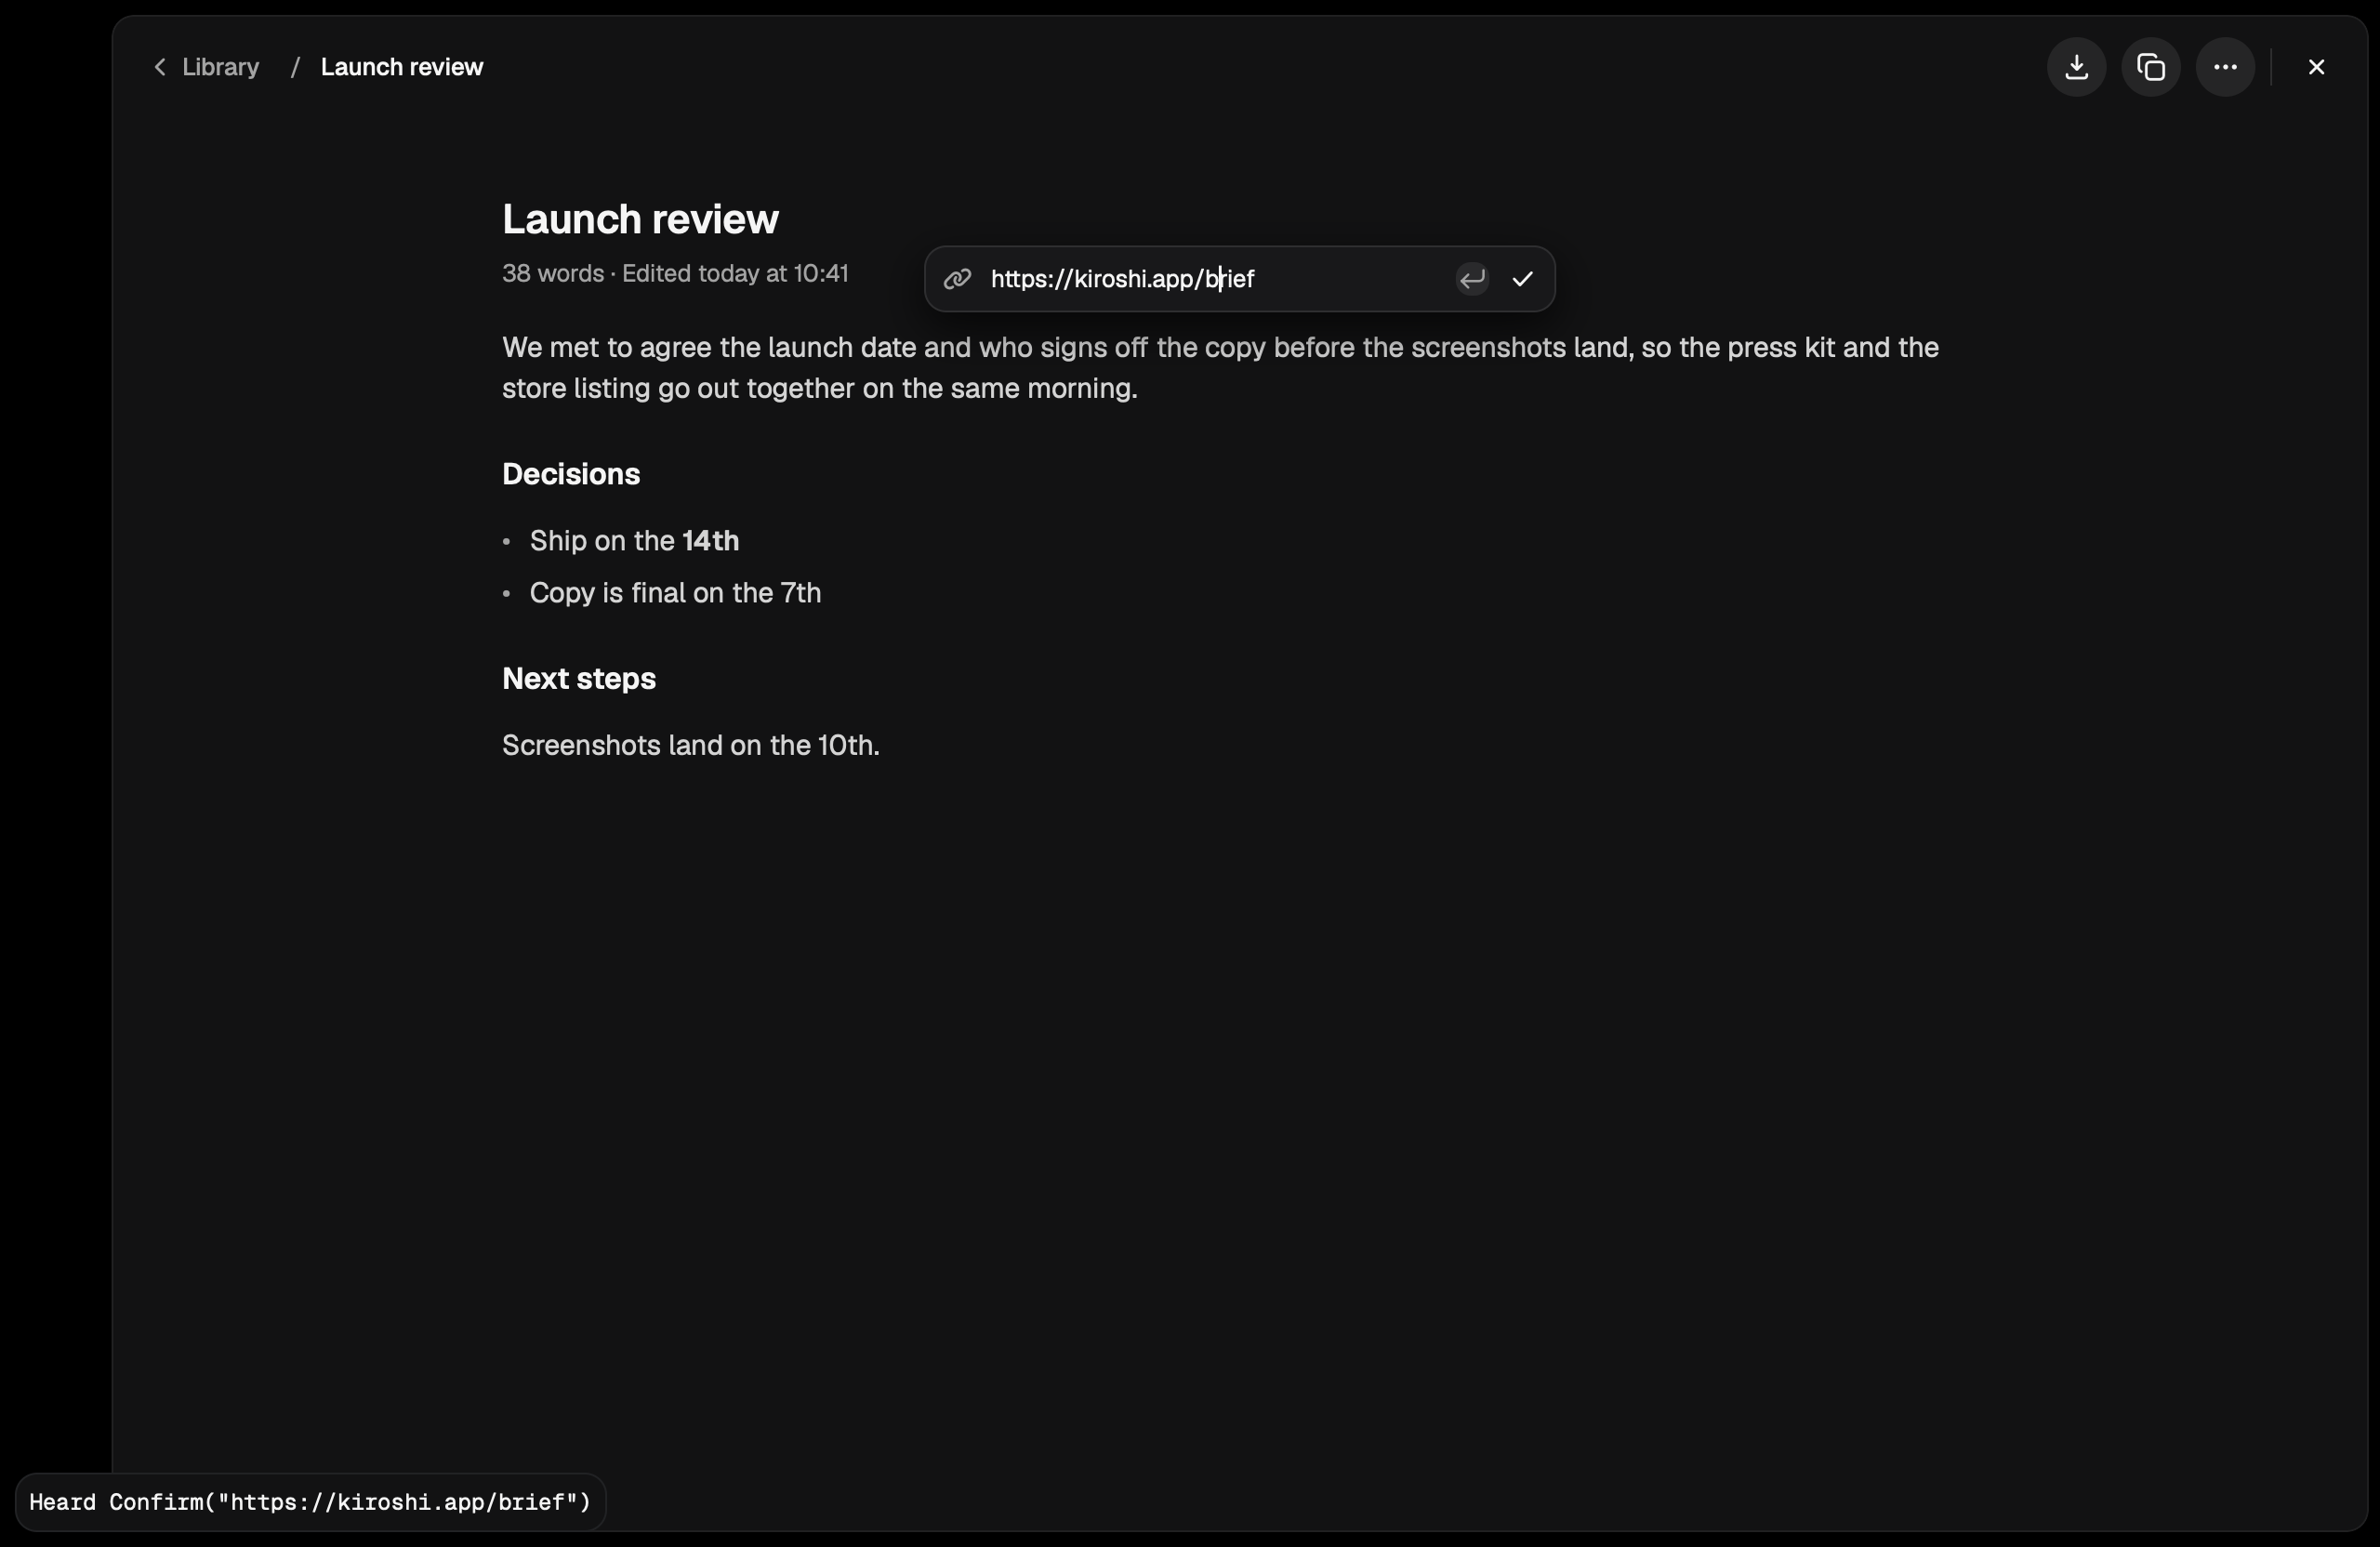 Library / Launch review
Launch review
38 words · Edited today at 10:41
https://kiroshi.app/brief
We met to agree the launch date and who signs off the copy before the screenshots land, so the press kit and the
store listing go out together on the same morning.
Decisions
• Ship on the 14th
• Copy is final on the 7th
Next steps
Screenshots land on the 10th.
Heard Confirm("https://kiroshi.app/brief")